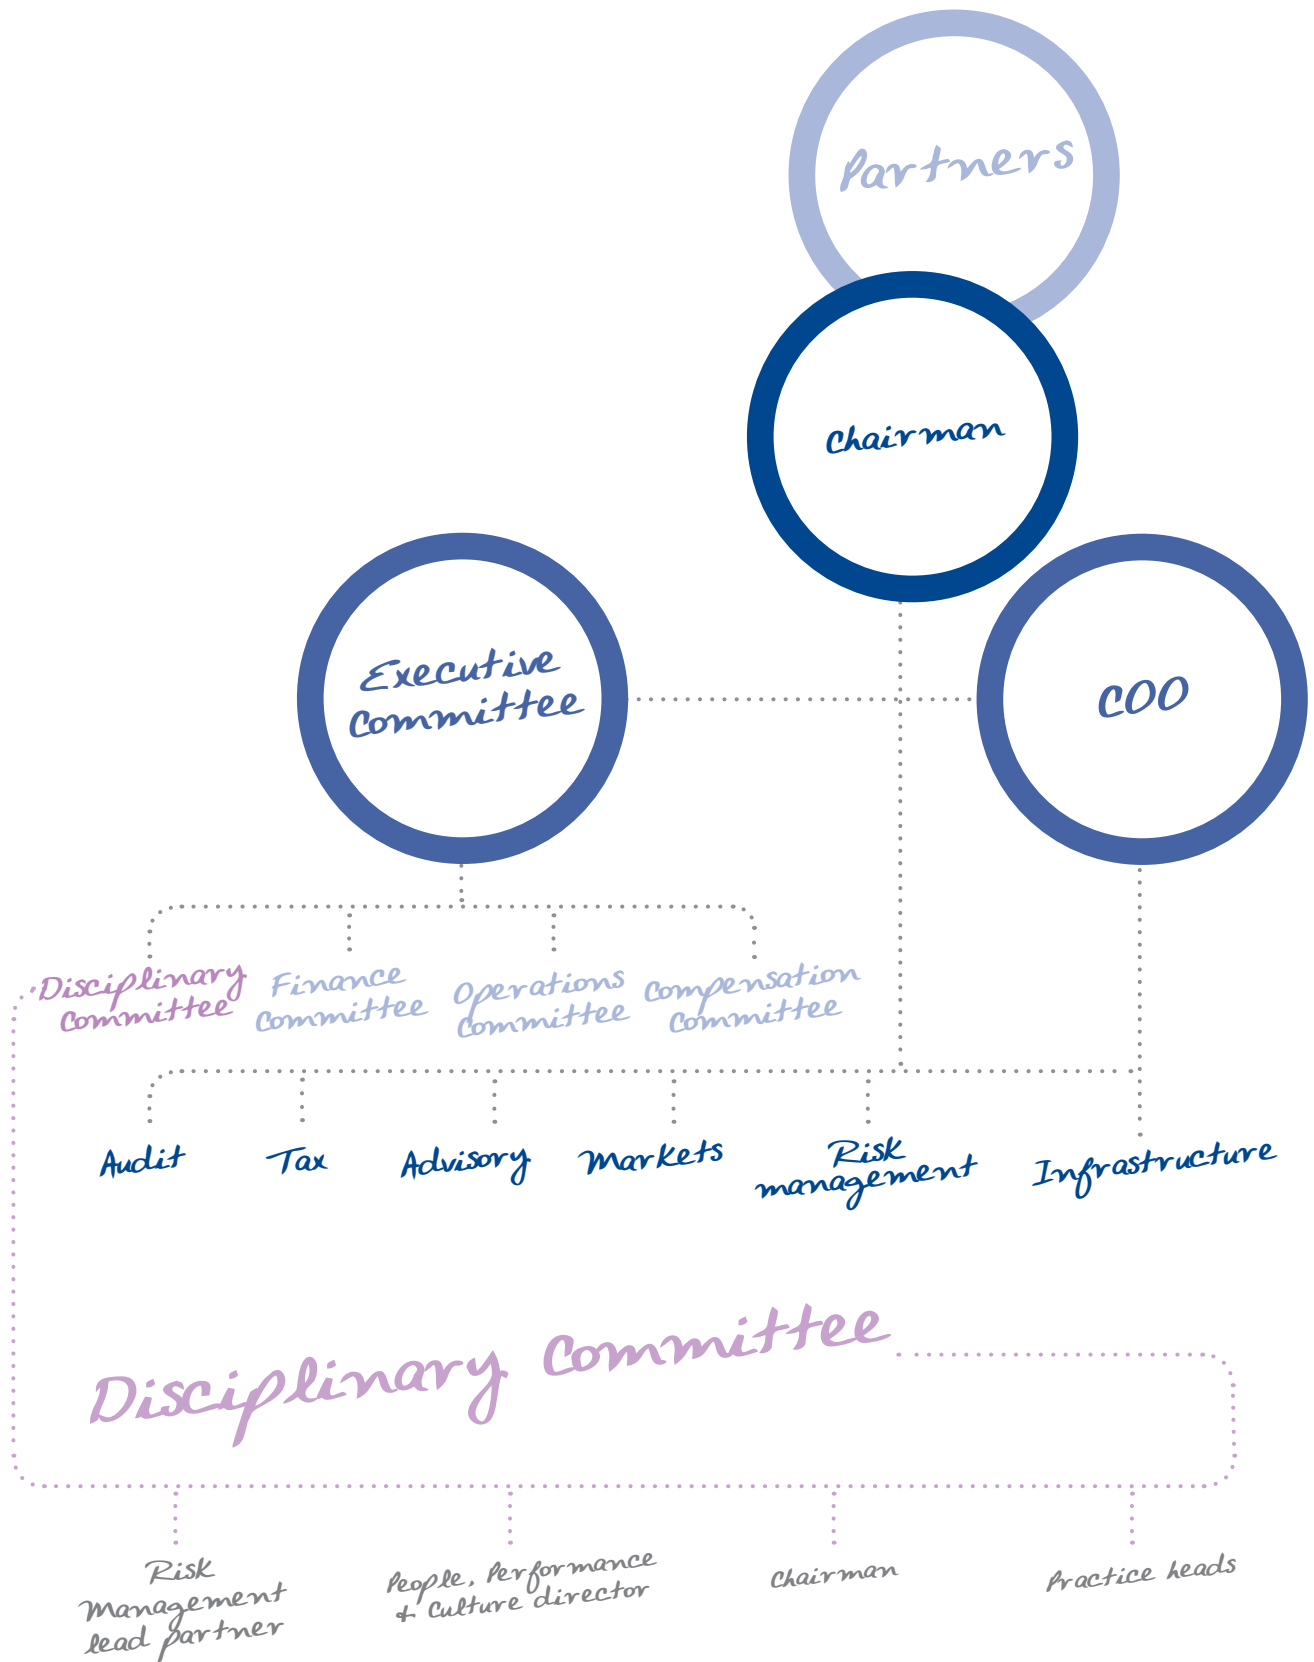 Partners
Chairman
Executive
Committee
COO
Disciplinary
Committee
Finance
Committee
Operations
Committee
Compensation
Committee
Audit
Tax
Advisory
Markets
Risk
management
Infrastructure
Disciplinary Committee
Risk
Management
lead partner
People, Performance
& Culture director
Chairman
Practice heads